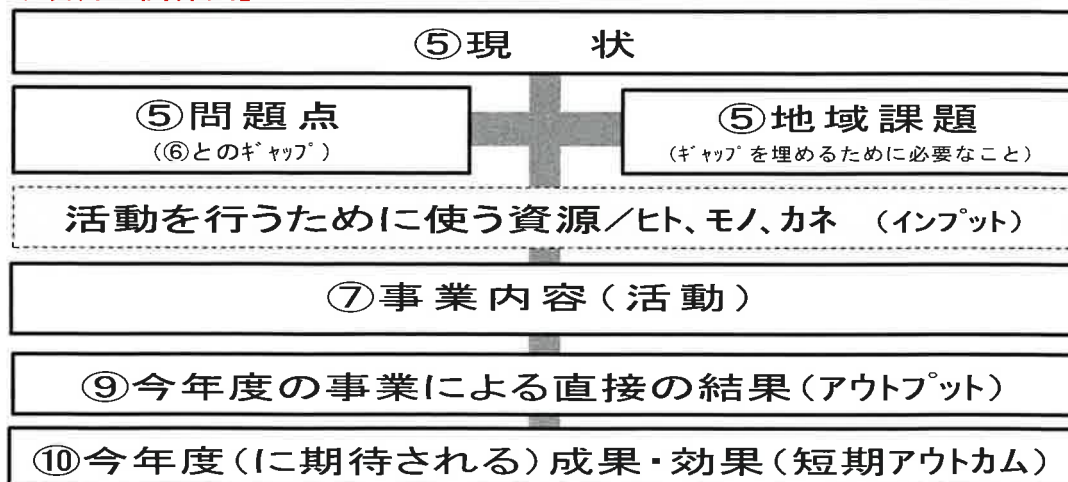 ⑤現　　状
⑤問題点
（⑥とのギャップ）
⑤地域課題
（ギャップを埋めるために必要なこと）
活動を行うために使う資源／ヒト、モノ、カネ　（インプット）
⑦事業内容（活動）
⑨今年度の事業による直接の結果（アウトプット）
⑩今年度（に期待される）成果・効果（短期アウトカム）